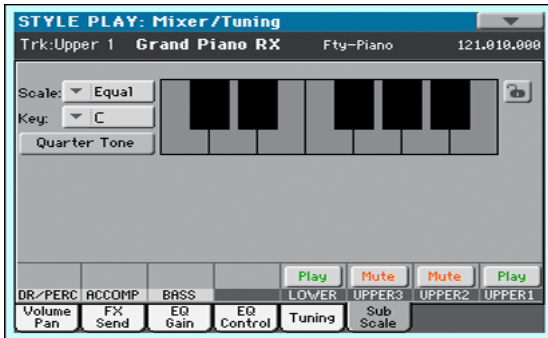 STYLE PLAY: Mixer/Tuning
Trk:Upper 1 Grand Piano RX Fty-Piano 121.010.000
Scale: Equal
Key: C
Quarter Tone
Play Mute Mute Play
DR/PERC ACCOMP BASS LOWER UPPER3 UPPER2 UPPER1
Volume Pan FX Send EQ Gain EQ Control Tuning Sub Scale